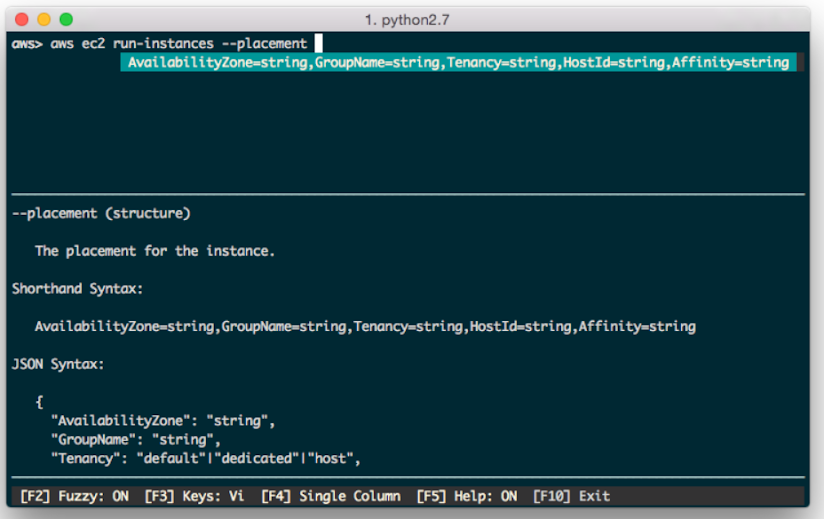 1. python2.7
aws> aws ec2 run-instances --placement
AvailabilityZone=string,GroupName=string,Tenancy=string,HostId=string,Affinity=string
--placement (structure)
The placement for the instance.
Shorthand Syntax:
AvailabilityZone=string,GroupName=string,Tenancy=string,HostId=string,Affinity=string
JSON Syntax:
{
"AvailabilityZone": "string",
"GroupName": "string",
"Tenancy": "default"|"dedicated"|"host",
[F2] Fuzzy: ON [F3] Keys: Vi [F4] Single Column [F5] Help: ON [F10] Exit